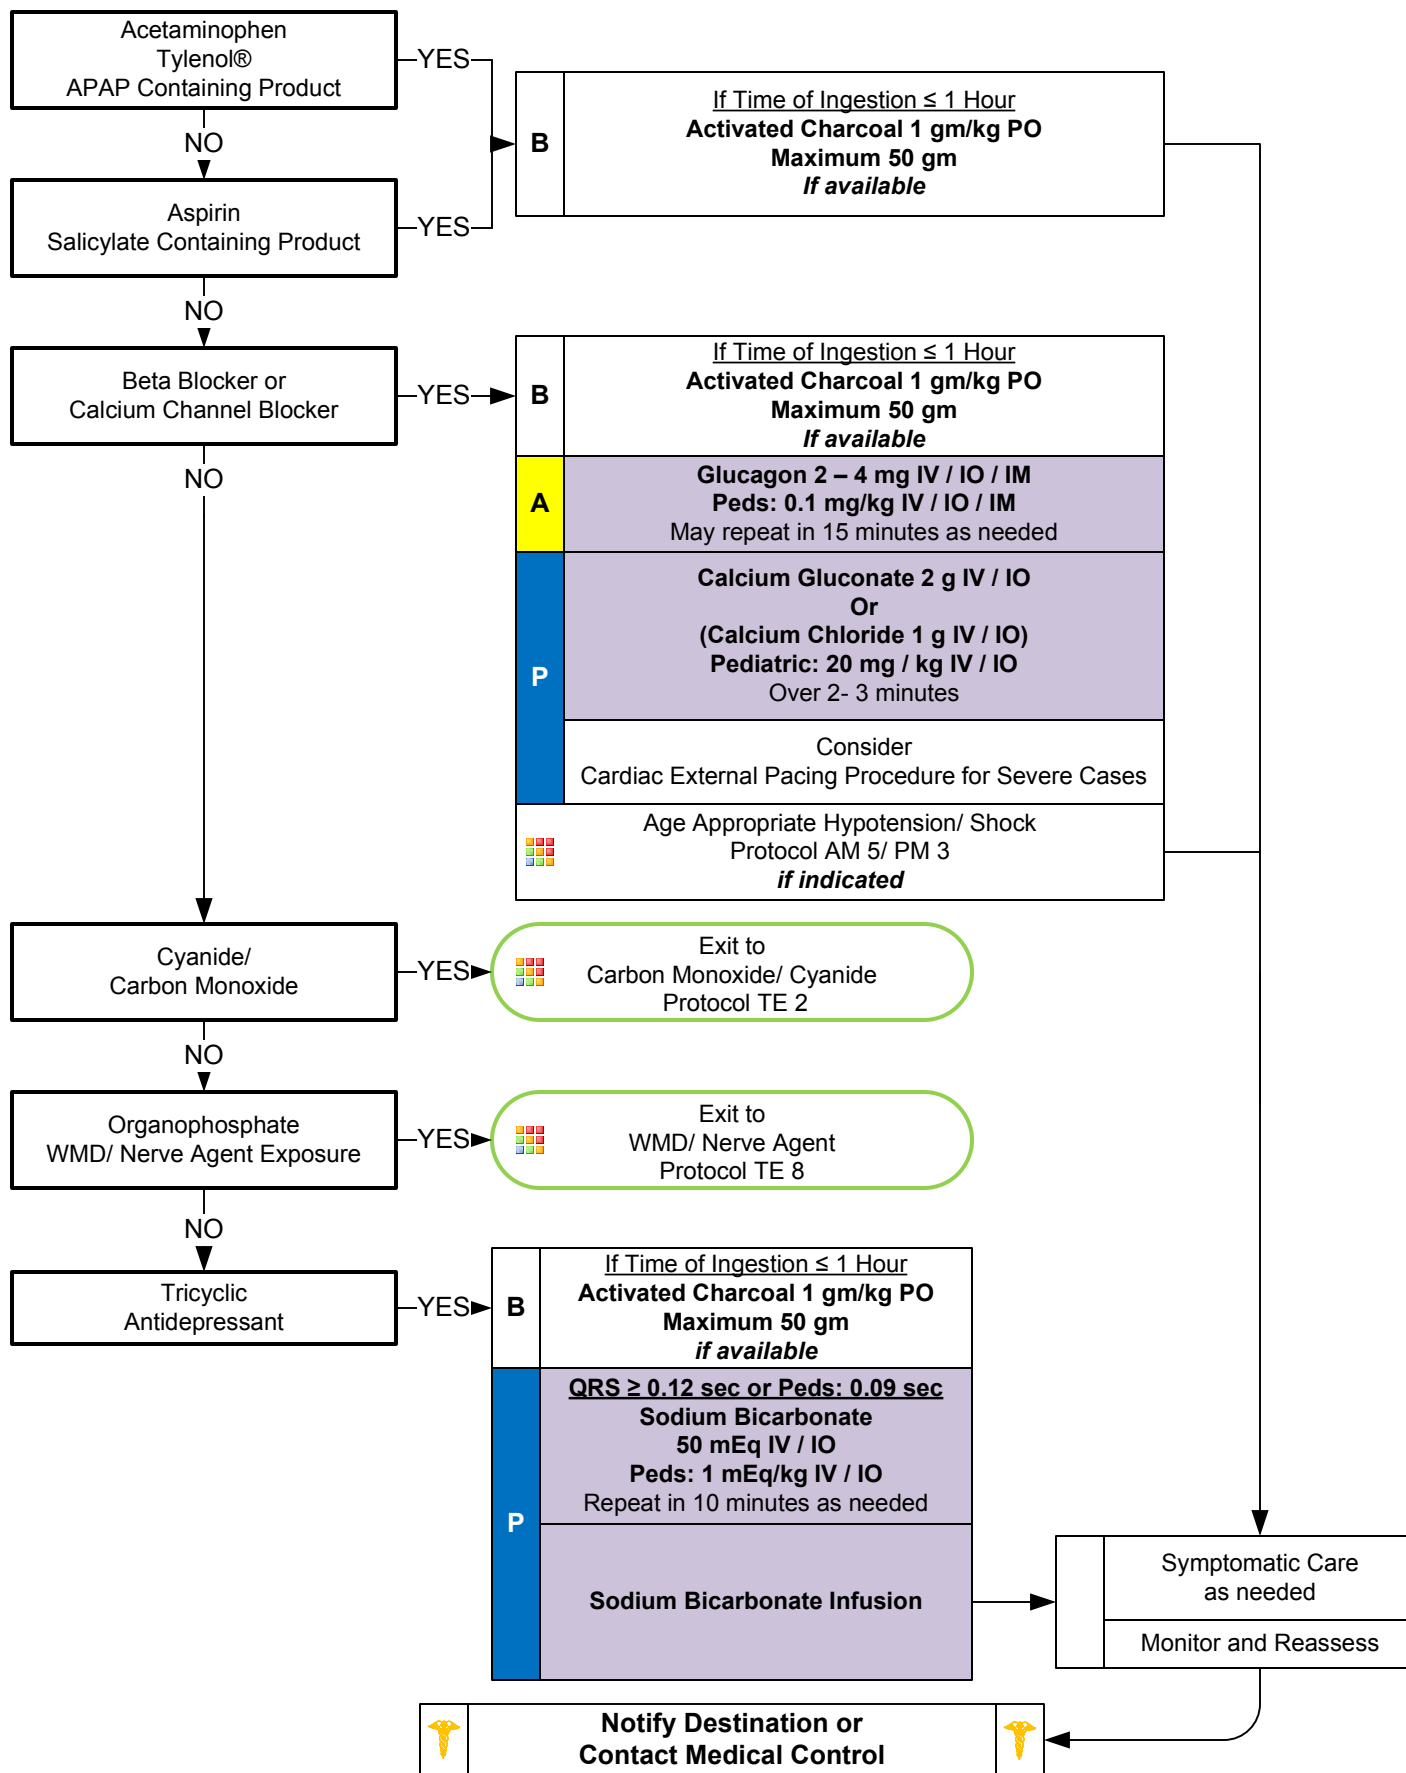 Acetaminophen
Tylenol®
APAP Containing Product
YES
NO
B
If Time of Ingestion ≤ 1 Hour
Activated Charcoal 1 gm/kg PO
Maximum 50 gm
If available
Aspirin
Salicylate Containing Product
YES
NO
Beta Blocker or
Calcium Channel Blocker
YES
NO
B
If Time of Ingestion ≤ 1 Hour
Activated Charcoal 1 gm/kg PO
Maximum 50 gm
If available
A
Glucagon 2 – 4 mg IV / IO / IM
Peds: 0.1 mg/kg IV / IO / IM
May repeat in 15 minutes as needed
P
Calcium Gluconate 2 g IV / IO
Or
(Calcium Chloride 1 g IV / IO)
Pediatric: 20 mg / kg IV / IO
Over 2- 3 minutes
Consider
Cardiac External Pacing Procedure for Severe Cases
Age Appropriate Hypotension/ Shock
Protocol AM 5/ PM 3
if indicated
Cyanide/
Carbon Monoxide
YES
NO
Exit to
Carbon Monoxide/ Cyanide
Protocol TE 2
Organophosphate
WMD/ Nerve Agent Exposure
YES
NO
Exit to
WMD/ Nerve Agent
Protocol TE 8
Tricyclic
Antidepressant
YES
B
If Time of Ingestion ≤ 1 Hour
Activated Charcoal 1 gm/kg PO
Maximum 50 gm
if available
P
QRS ≥ 0.12 sec or Peds: 0.09 sec
Sodium Bicarbonate
50 mEq IV / IO
Peds: 1 mEq/kg IV / IO
Repeat in 10 minutes as needed
Sodium Bicarbonate Infusion
Symptomatic Care
as needed
Monitor and Reassess
Notify Destination or
Contact Medical Control